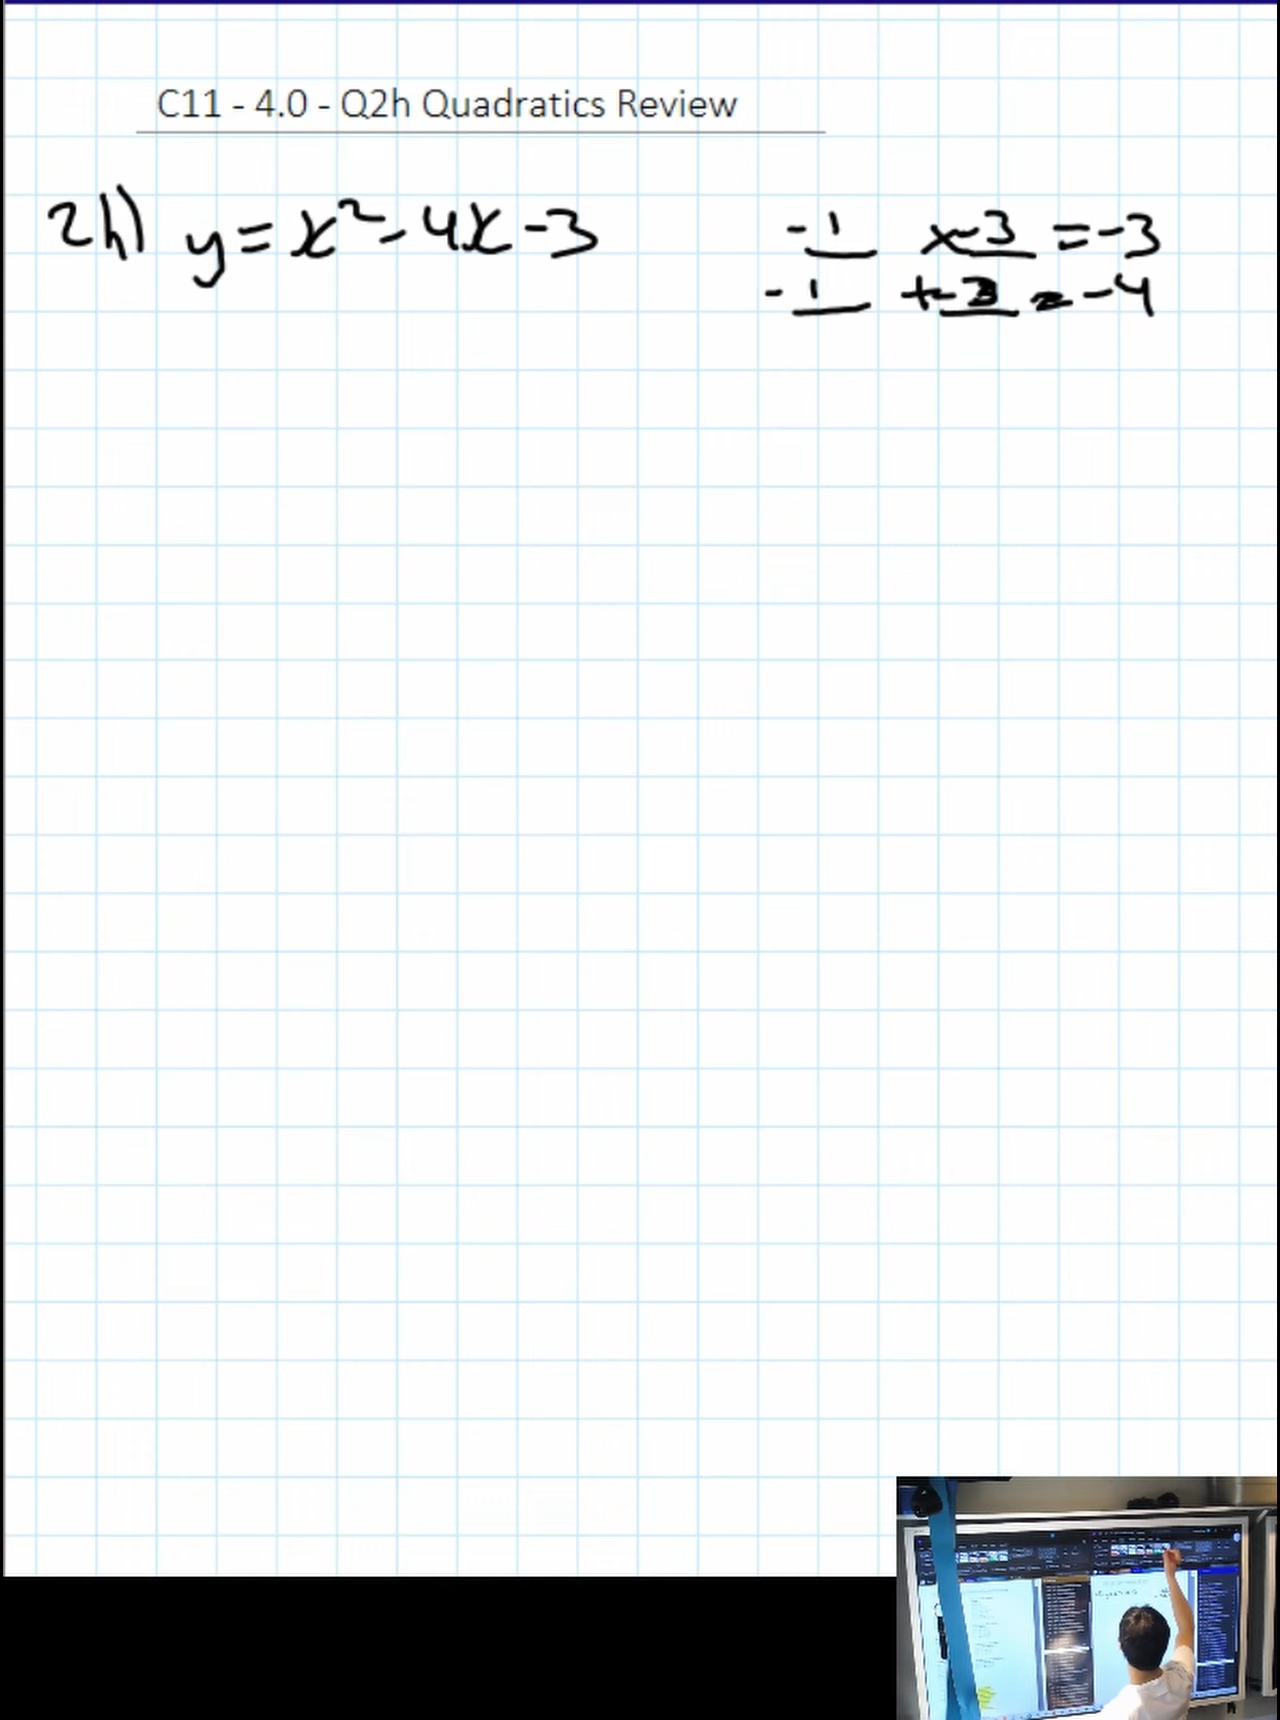 C11 - 4.0 - Q2h Quadratics Review
2h) y = x² - 4x - 3
-1 x -3 = -3
-1 + -3 = -4